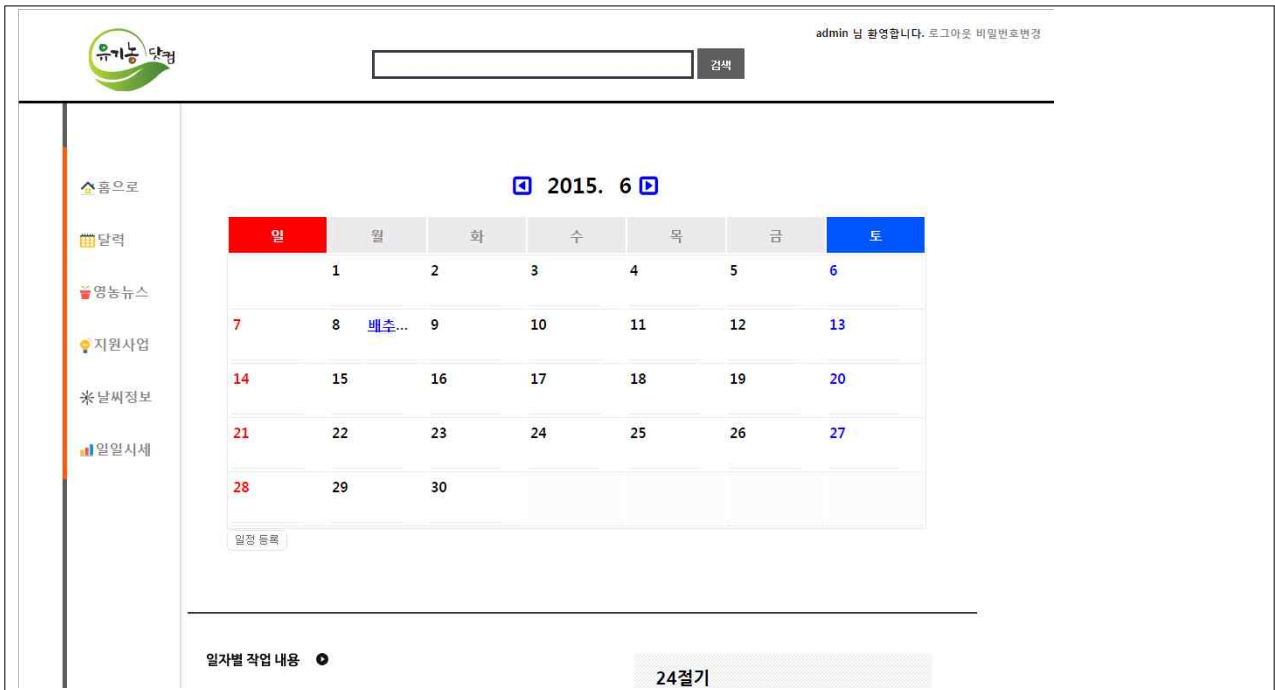 admin 님 환영합니다. 로그아웃 비밀번호변경
유기농 닷컴
검색
2015. 6
홈으로
달력
영농뉴스
지원사업
날씨정보
일일시세
일 월 화 수 목 금 토
1 2 3 4 5 6
7 8 배추... 9 10 11 12 13
14 15 16 17 18 19 20
21 22 23 24 25 26 27
28 29 30
일정 등록
일자별 작업 내용
24절기